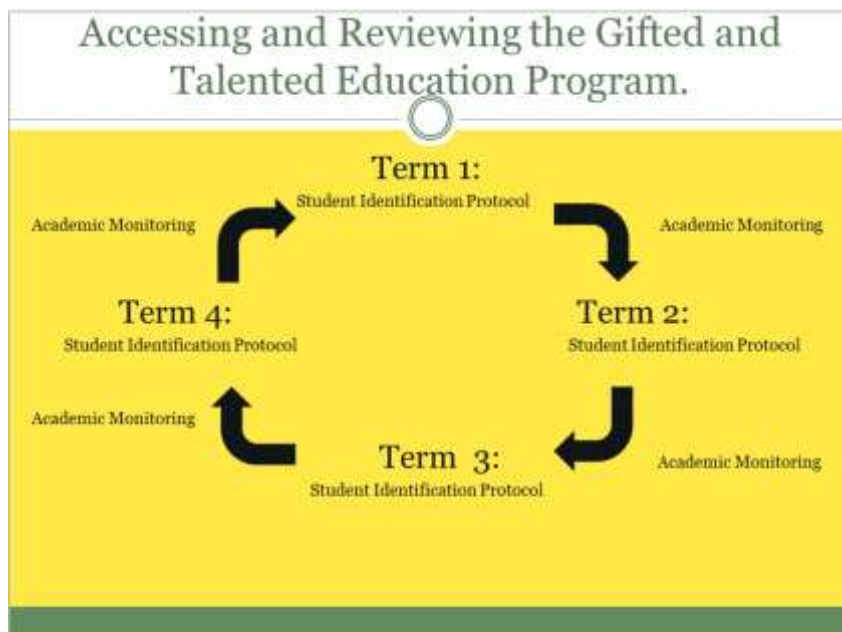 Accessing and Reviewing the Gifted and
Talented Education Program.
Term 1:
Student Identification Protocol
Academic Monitoring
Academic Monitoring
Term 4:
Student Identification Protocol
Term 2:
Student Identification Protocol
Academic Monitoring
Term 3:
Student Identification Protocol
Academic Monitoring